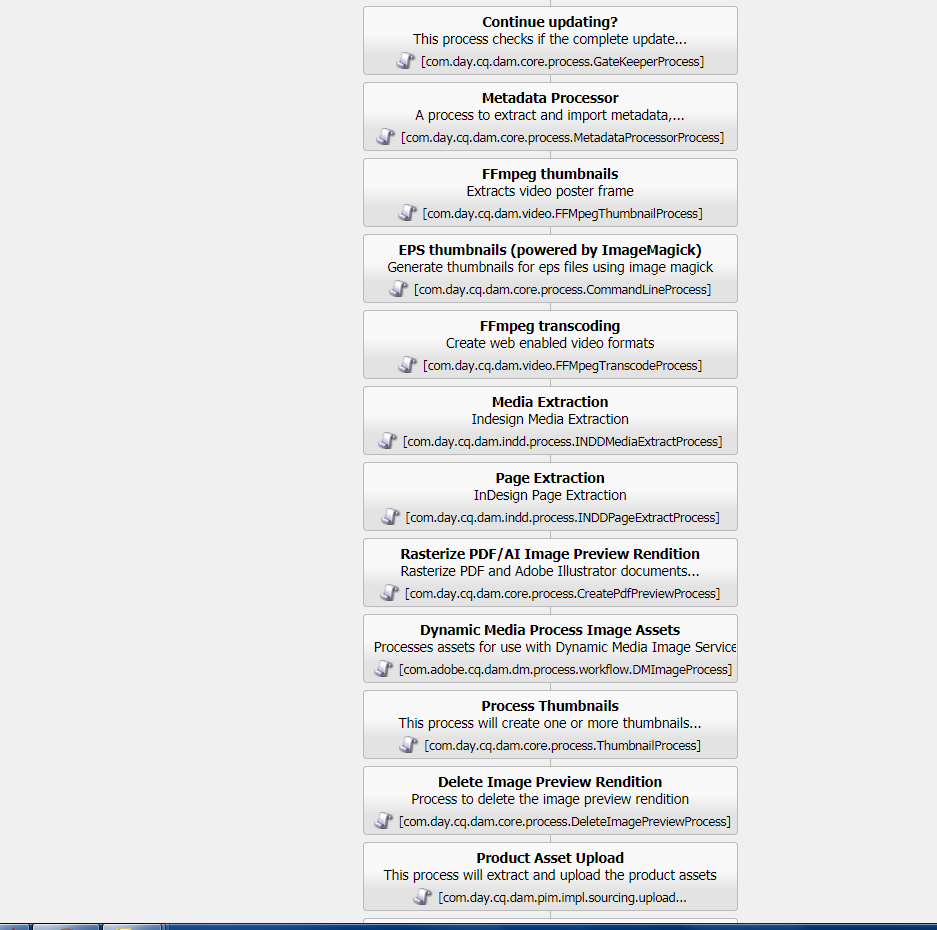 Continue updating?
This process checks if the complete update...
[com.day.cq.dam.core.process.GateKeeperProcess]
Metadata Processor
A process to extract and import metadata,...
[com.day.cq.dam.core.process.MetadataProcessorProcess]
FFmpeg thumbnails
Extracts video poster frame
[com.day.cq.dam.video.FFMpegThumbnailProcess]
EPS thumbnails (powered by ImageMagick)
Generate thumbnails for eps files using image magick
[com.day.cq.dam.core.process.CommandLineProcess]
FFmpeg transcoding
Create web enabled video formats
[com.day.cq.dam.video.FFMpegTranscodeProcess]
Media Extraction
Indesign Media Extraction
[com.day.cq.dam.indd.process.INDDMediaExtractProcess]
Page Extraction
InDesign Page Extraction
[com.day.cq.dam.indd.process.INDDPageExtractProcess]
Rasterize PDF/AI Image Preview Rendition
Rasterize PDF and Adobe Illustrator documents...
[com.day.cq.dam.core.process.CreatePdfPreviewProcess]
Dynamic Media Process Image Assets
Processes assets for use with Dynamic Media Image Service
[com.adobe.cq.dam.dm.process.workflow.DMImageProcess]
Process Thumbnails
This process will create one or more thumbnails...
[com.day.cq.dam.core.process.ThumbnailProcess]
Delete Image Preview Rendition
Process to delete the image preview rendition
[com.day.cq.dam.core.process.DeleteImagePreviewProcess]
Product Asset Upload
This process will extract and upload the product assets
[com.day.cq.dam.pim.impl.sourcing.upload...